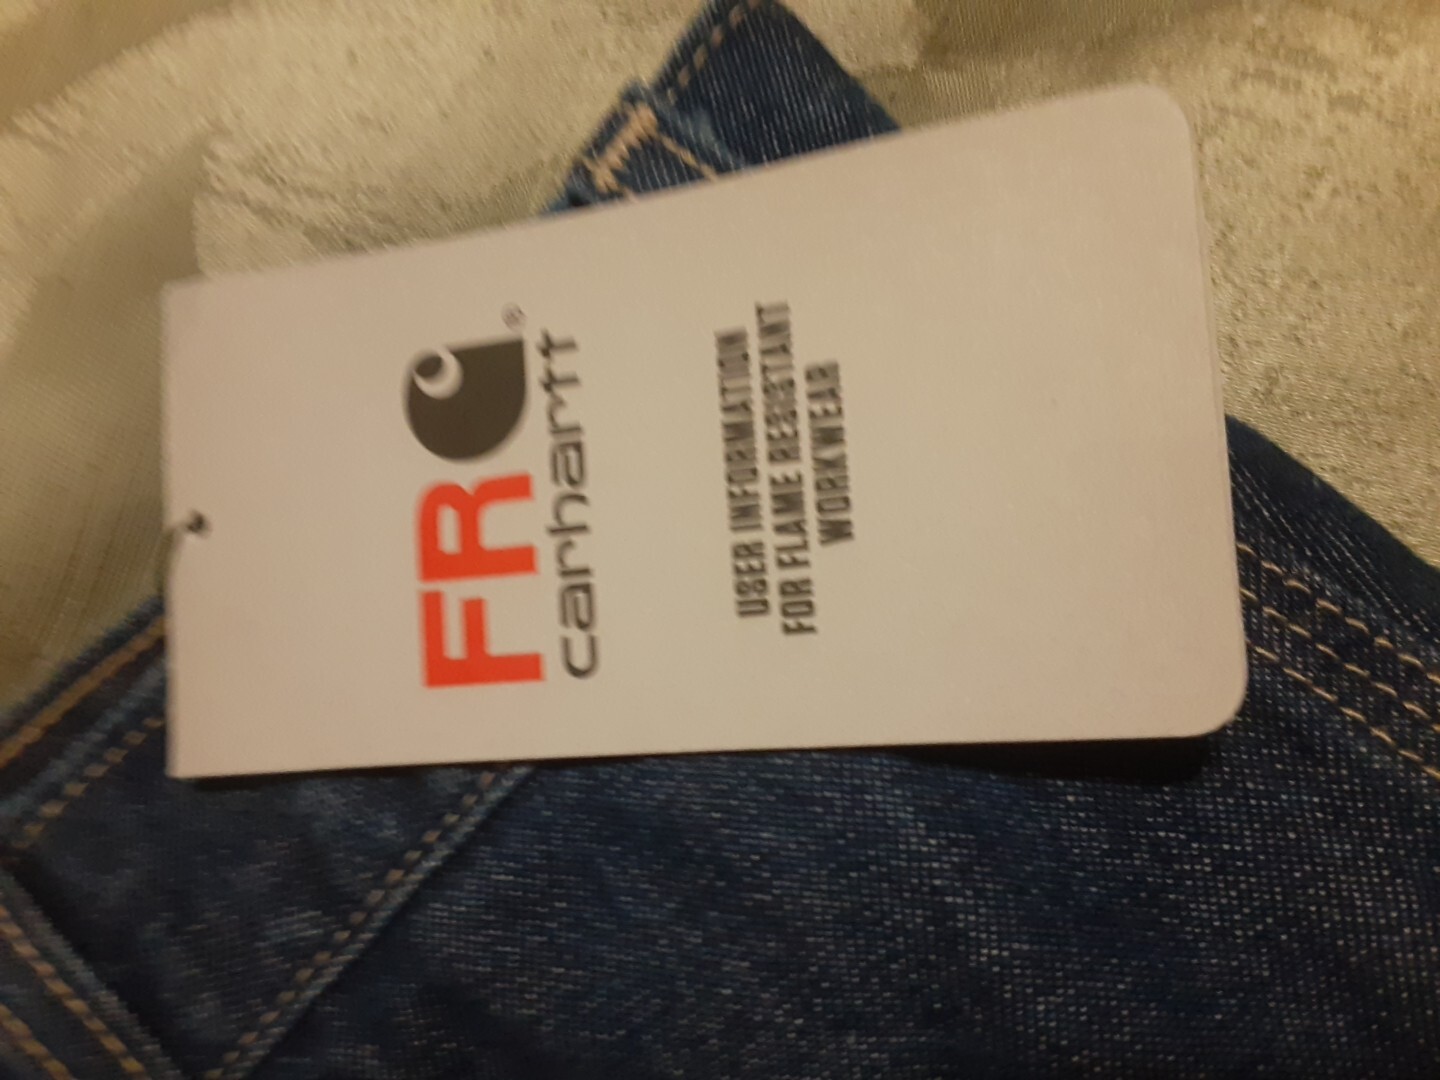 FR
carhartt®
USER INFORMATION
FOR FLAME RESISTANT
WORKWEAR